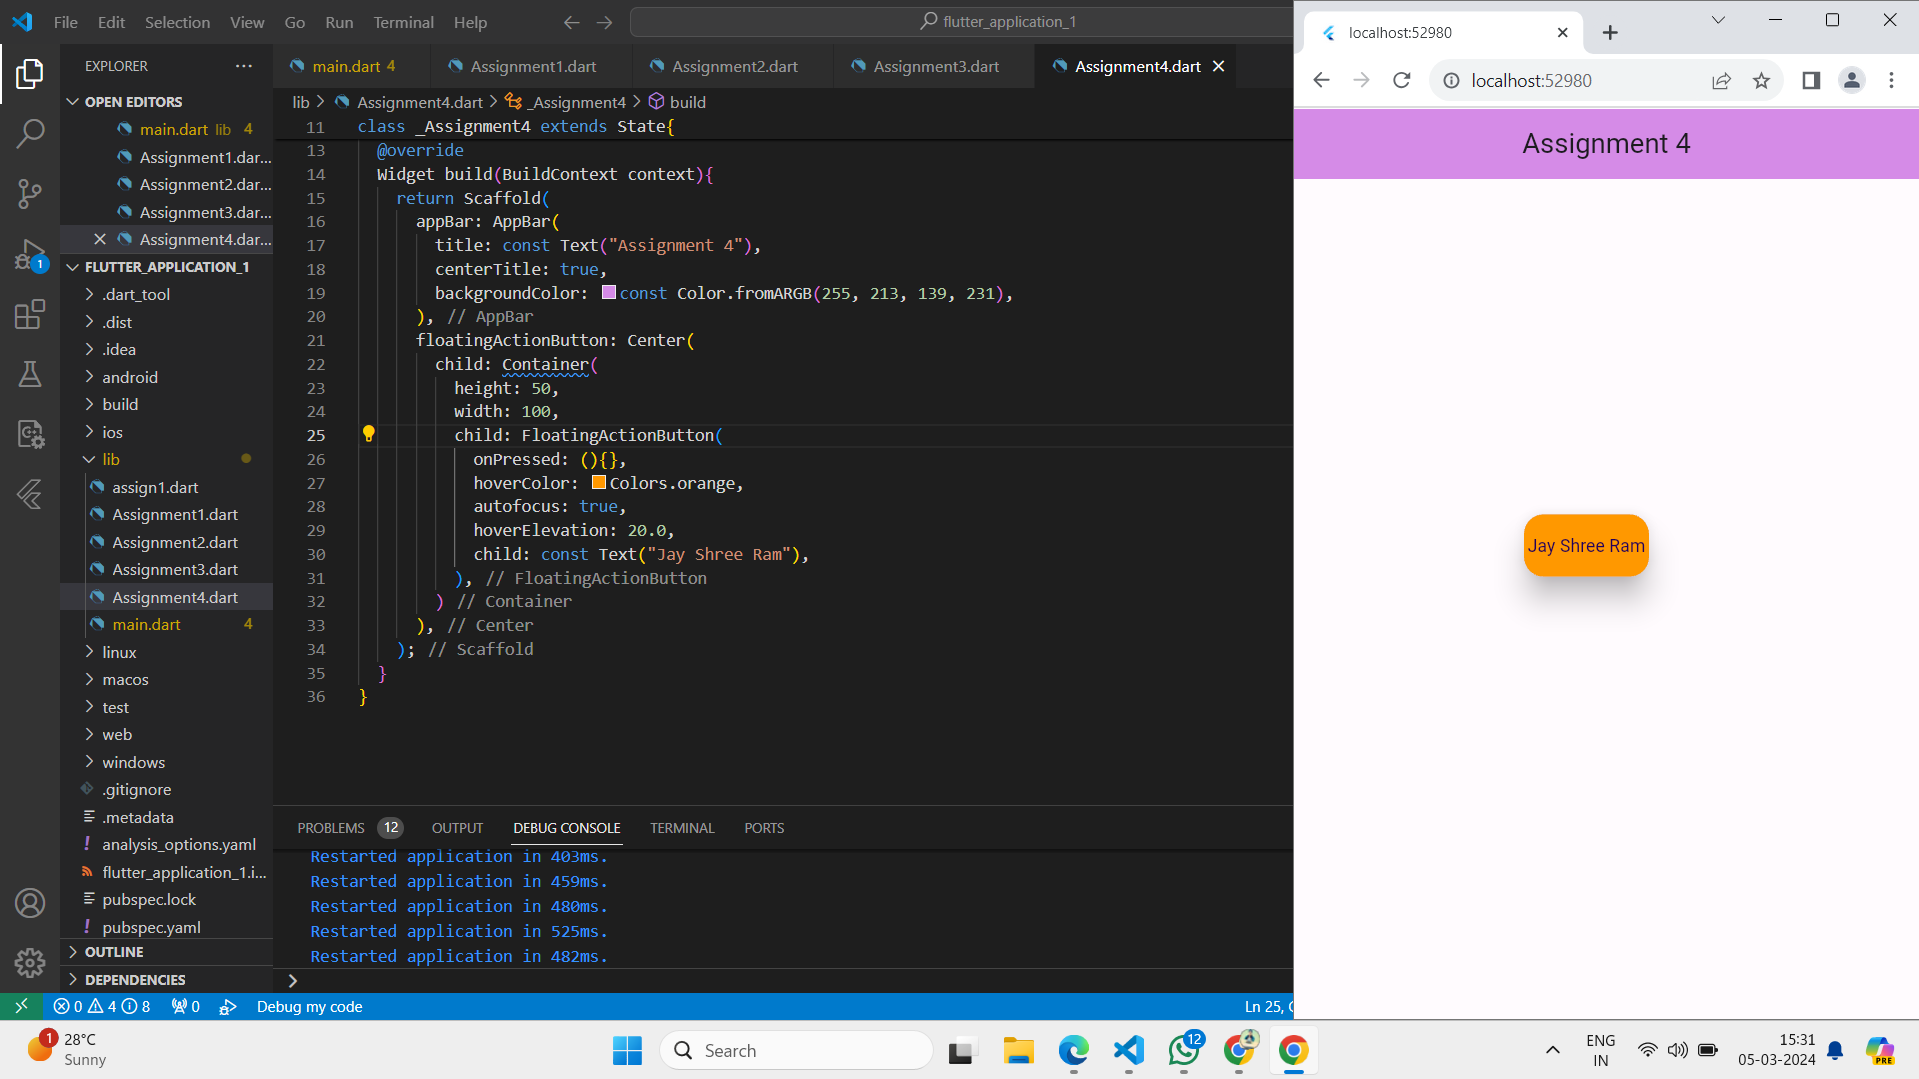 File Edit Selection View Go Run Terminal Help
flutter_application_1
EXPLORER
OPEN EDITORS
main.dart lib 4
Assignment1.dar...
Assignment2.dar...
Assignment3.dar...
Assignment4.dar...
FLUTTER_APPLICATION_1
.dart_tool
.dist
.idea
android
build
ios
lib
assign1.dart
Assignment1.dart
Assignment2.dart
Assignment3.dart
Assignment4.dart
main.dart 4
linux
macos
test
web
windows
.gitignore
.metadata
analysis_options.yaml
flutter_application_1.i...
pubspec.lock
pubspec.yaml
OUTLINE
DEPENDENCIES
1
main.dart 4 Assignment1.dart Assignment2.dart Assignment3.dart Assignment4.dart
lib > Assignment4.dart > _Assignment4 > build
11 class _Assignment4 extends State{
13 @override
14 Widget build(BuildContext context){
15 return Scaffold(
16 appBar: AppBar(
17 title: const Text("Assignment 4"),
18 centerTitle: true,
19 backgroundColor: const Color.fromARGB(255, 213, 139, 231),
20 ), // AppBar
21 floatingActionButton: Center(
22 child: Container(
23 height: 50,
24 width: 100,
25 child: FloatingActionButton(
26 onPressed: (){},
27 hoverColor: Colors.orange,
28 autofocus: true,
29 hoverElevation: 20.0,
30 child: const Text("Jay Shree Ram"),
31 ), // FloatingActionButton
32 ) // Container
33 ), // Center
34 ); // Scaffold
35 }
36 }
PROBLEMS 12 OUTPUT DEBUG CONSOLE TERMINAL PORTS
Restarted application in 403ms.
Restarted application in 459ms.
Restarted application in 480ms.
Restarted application in 525ms.
Restarted application in 482ms.
0 4 8 0 Debug my code Ln 25,
localhost:52980
localhost:52980
Assignment 4
Jay Shree Ram
1
28°C
Sunny
Search
12
ENG
IN
15:31
05-03-2024
PRE